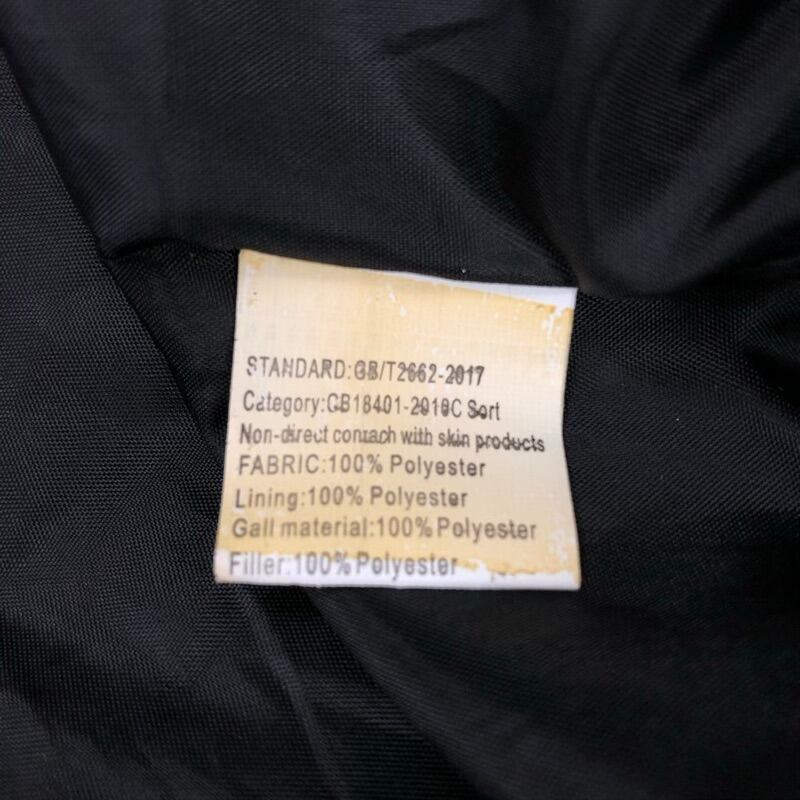 STANDARD:GB/T2662-2017
Category:CB18401-2010C Sort
Non-direct contach with skin products
FABRIC:100% Polyester
Lining:100% Polyester
Gall material:100% Polyester
Filler:100% Polyester